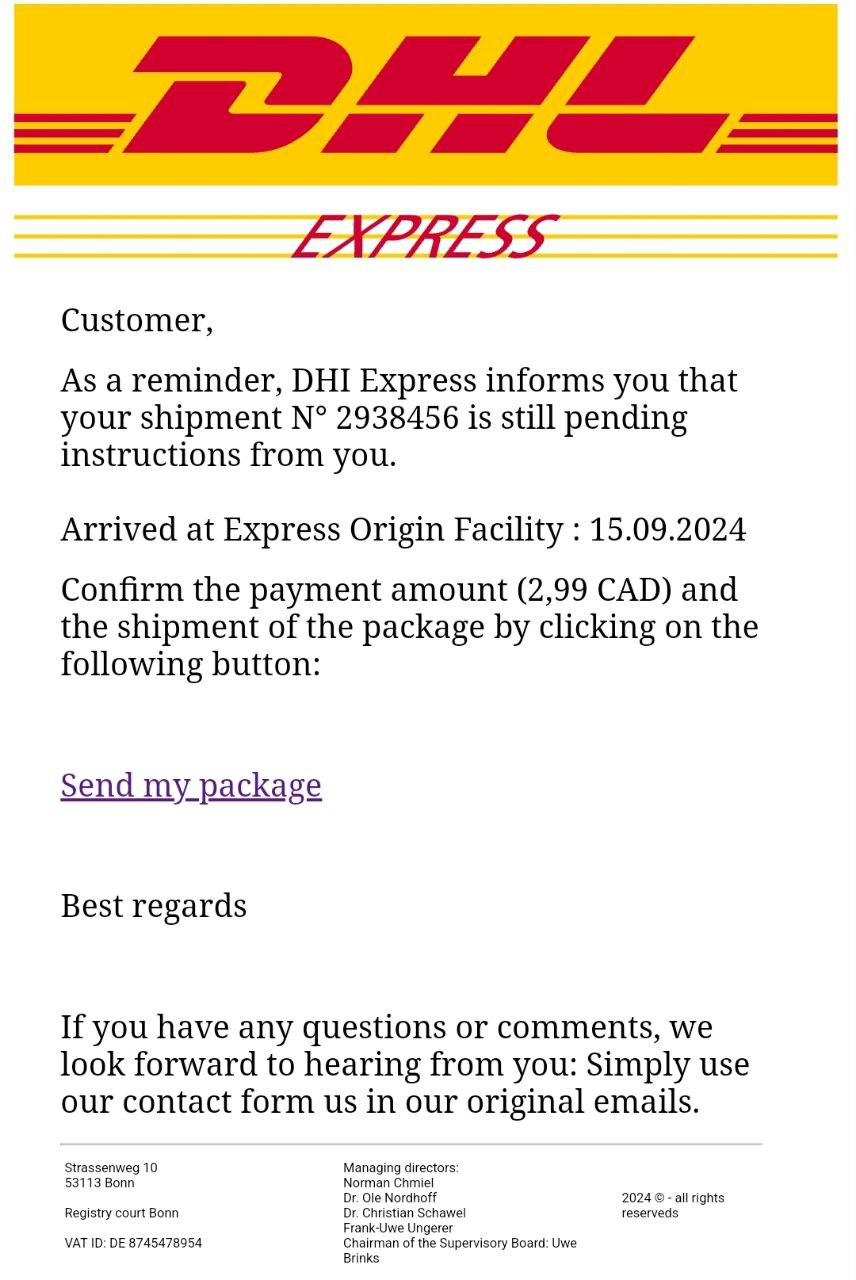 DHL
EXPRESS
Customer,
As a reminder, DHI Express informs you that
your shipment N° 2938456 is still pending
instructions from you.
Arrived at Express Origin Facility : 15.09.2024
Confirm the payment amount (2,99 CAD) and
the shipment of the package by clicking on the
following button:
Send my package
Best regards
If you have any questions or comments, we
look forward to hearing from you: Simply use
our contact form us in our original emails.
Strassenweg 10
53113 Bonn
Registry court Bonn
VAT ID: DE 8745478954
Managing directors:
Norman Chmiel
Dr. Ole Nordhoff
Dr. Christian Schawel
Frank-Uwe Ungerer
Chairman of the Supervisory Board: Uwe
Brinks
2024 © - all rights
reserveds